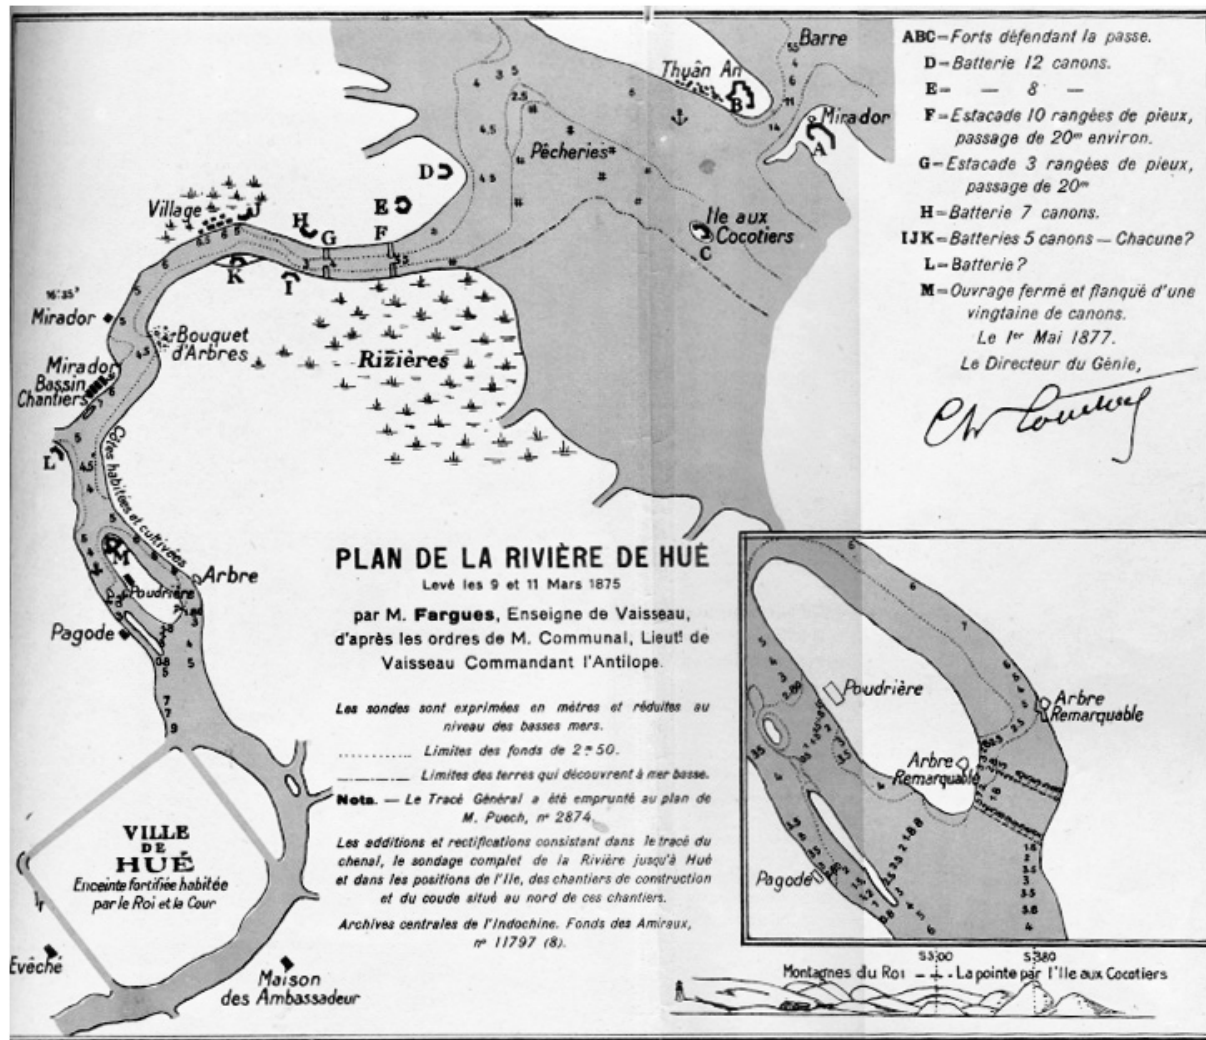 Barre
Thuân An
B
Mirador
A
Pêcheries
D
E
F
Ile aux
Cocotiers
C
Village
H
G
J
K
I
16°35'
Mirador
Bouquet
d'Arbres
Rizières
Mirador
Bassin
Chantiers
L
Côtes habitées et cultivées
M
Poudrière
Arbre
Pagode
VILLE
DE
HUÉ
Enceinte fortifiée habitée
par le Roi et la Cour
Evêché
Maison
des Ambassadeur
ABC=Forts défendant la passe.
D=Batterie 12 canons.
E= — 8 —
F=Estacade 10 rangées de pieux,
passage de 20m environ.
G=Estacade 3 rangées de pieux,
passage de 20m
H=Batterie 7 canons.
IJK=Batteries 5 canons — Chacune?
L=Batterie?
M=Ouvrage fermé et flanqué d'une
vingtaine de canons.
Le 1er Mai 1877.
Le Directeur du Génie,
PLAN DE LA RIVIÈRE DE HUÉ
Levé les 9 et 11 Mars 1875
par M. Fargues, Enseigne de Vaisseau,
d'après les ordres de M. Communal, Lieut! de
Vaisseau Commandant l'Antilope.
Les sondes sont exprimées en mètres et réduites au
niveau des basses mers.
Limites des fonds de 2m50.
Limites des terres qui découvrent à mer basse.
Nota. — Le Tracé Général a été emprunté au plan de
M. Puech, n° 2874.
Les additions et rectifications consistant dans le tracé du
chenal, le sondage complet de la Rivière jusqu'à Hué
et dans les positions de l'Ile, des chantiers de construction
et du coude situé au nord de ces chantiers.
Archives centrales de l'Indochine. Fonds des Amiraux,
n° 11797 (8).
Poudrière
Arbre
Remarquable
Arbre
Remarquable
Pagode
S.300 S.380
Montagnes du Roi — La pointe par l'Ile aux Cocotiers